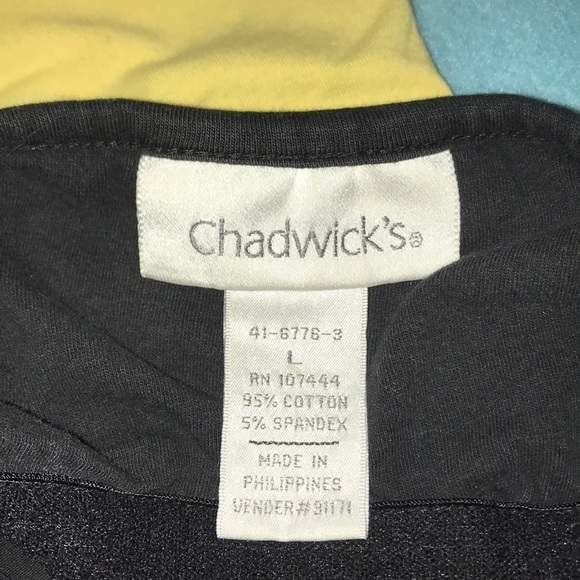 Chadwick's®
41-6776-3
L
RN 107444
95% COTTON
5% SPANDEX
MADE IN
PHILIPPINES
VENDER#31171